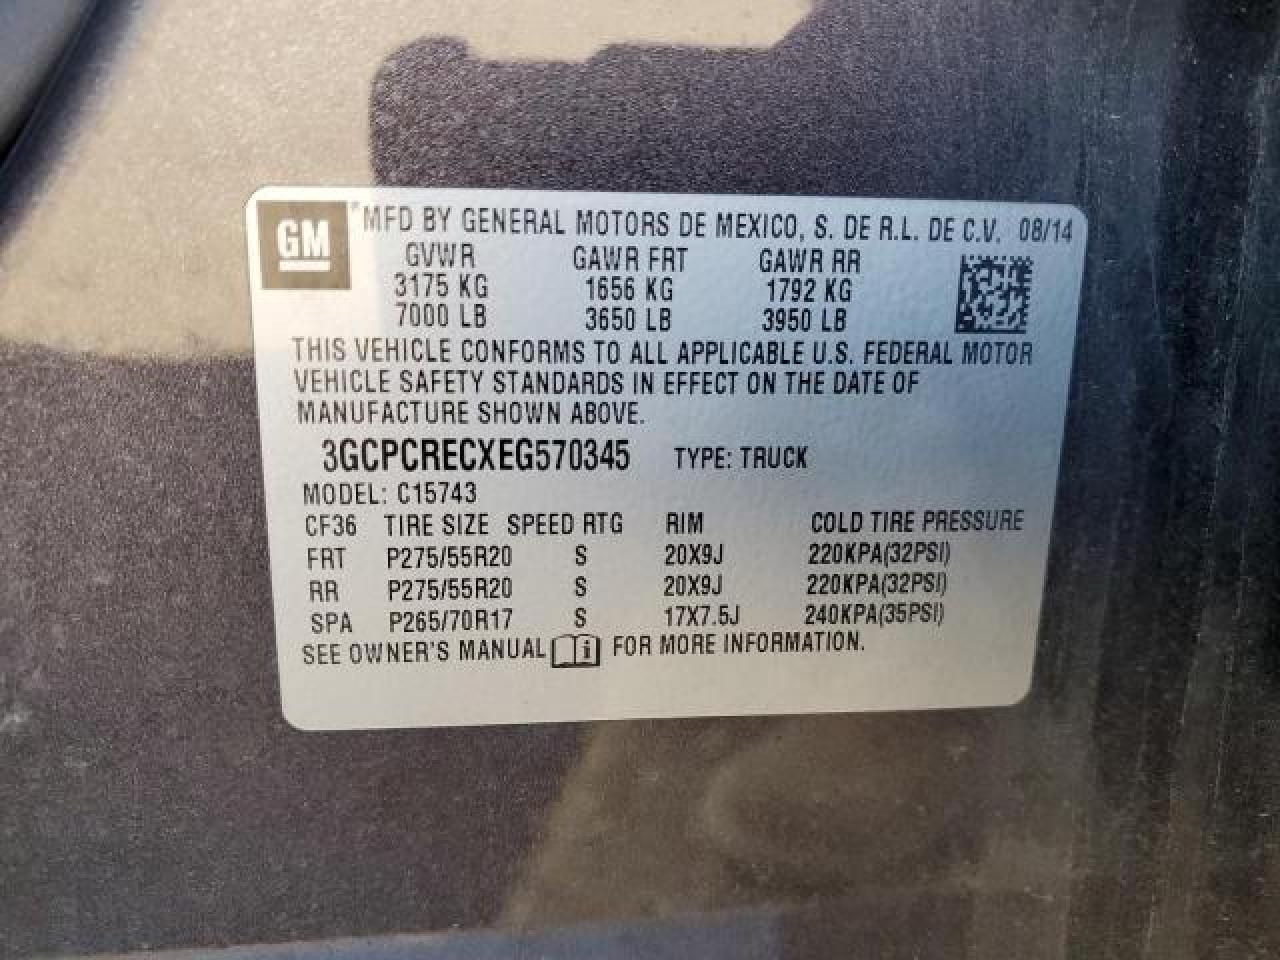 GM
MFD BY GENERAL MOTORS DE MEXICO, S. DE R.L. DE C.V. 08/14
GVWR GAWR FRT GAWR RR
3175 KG 1656 KG 1792 KG
7000 LB 3650 LB 3950 LB
THIS VEHICLE CONFORMS TO ALL APPLICABLE U.S. FEDERAL MOTOR
VEHICLE SAFETY STANDARDS IN EFFECT ON THE DATE OF
MANUFACTURE SHOWN ABOVE.
3GCPCRECXEG570345 TYPE: TRUCK
MODEL: C15743
CF36 TIRE SIZE SPEED RTG RIM COLD TIRE PRESSURE
FRT P275/55R20 S 20X9J 220KPA(32PSI)
RR P275/55R20 S 20X9J 220KPA(32PSI)
SPA P265/70R17 S 17X7.5J 240KPA(35PSI)
SEE OWNER'S MANUAL i FOR MORE INFORMATION.